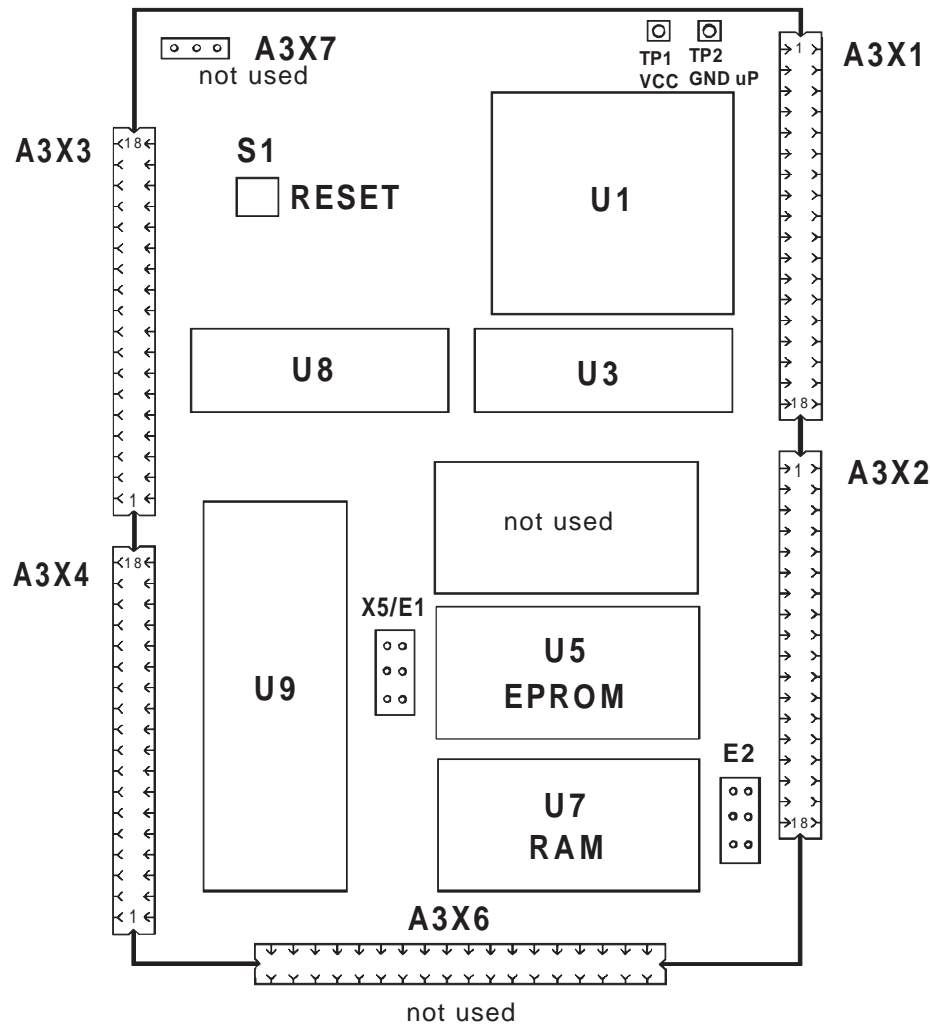 A3X7
not used
TP1
VCC
TP2
GND uP
A3X1
1
18
A3X3
18
1
S1
RESET
U1
U8
U3
A3X2
1
18
not used
A3X4
18
1
X5/E1
U5
EPROM
U9
E2
U7
RAM
A3X6
not used